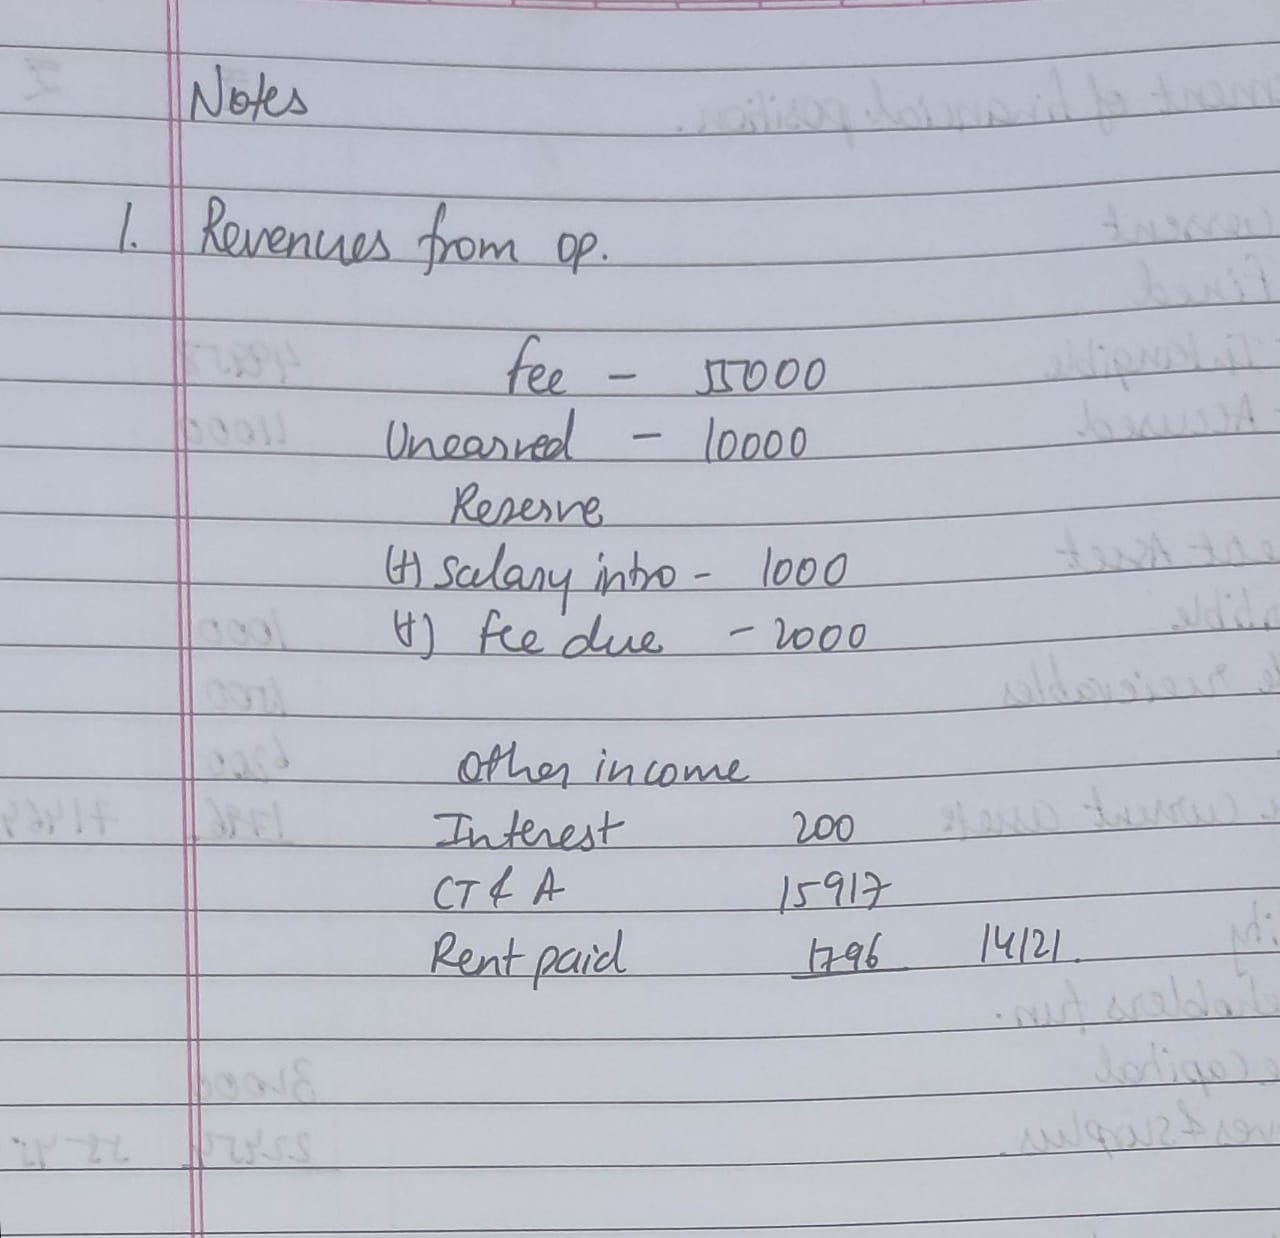 Notes
1. Revenues from op.
fee - 55000
Unearned - 10000
Reserve
(+) salary intro - 1000
(+) fee due - 2000
Other income
Interest 200
CT & A 15917
Rent paid 1796 14121.